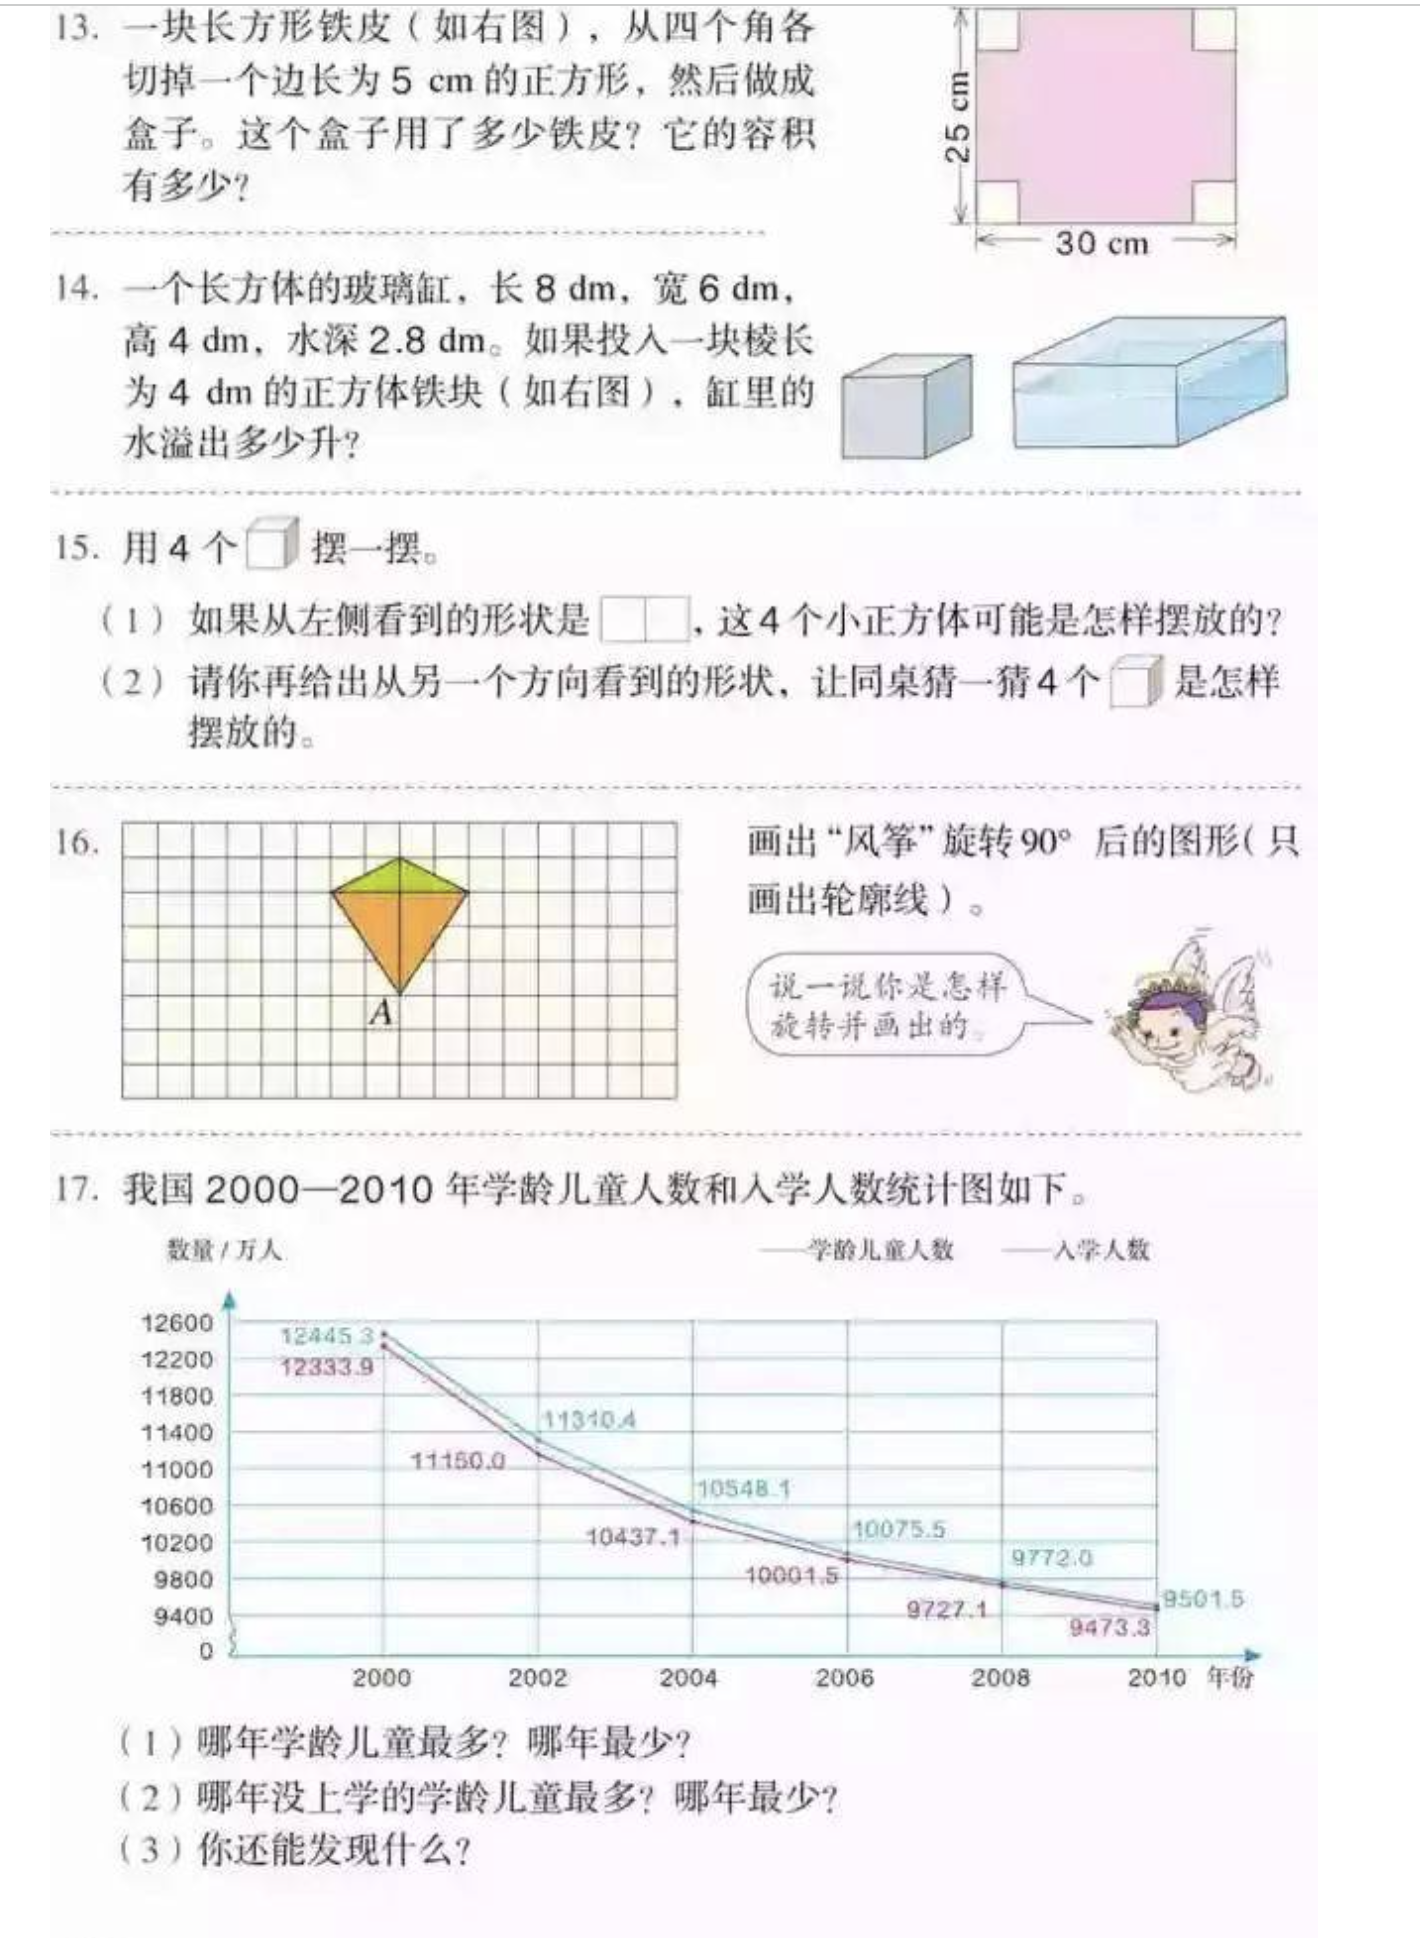 13. 一块长方形铁皮（如右图），从四个角各
切掉一个边长为 5 cm 的正方形，然后做成
盒子。这个盒子用了多少铁皮？它的容积
有多少？
25 cm
30 cm
14. 一个长方体的玻璃缸，长 8 dm，宽 6 dm，
高 4 dm，水深 2.8 dm。如果投入一块棱长
为 4 dm 的正方体铁块（如右图），缸里的
水溢出多少升？
15. 用 4 个 摆一摆。
（1）如果从左侧看到的形状是 ，这 4 个小正方体可能是怎样摆放的？
（2）请你再给出从另一个方向看到的形状，让同桌猜一猜 4 个 是怎样
摆放的。
16.
A
画出“风筝”旋转 90° 后的图形（只
画出轮廓线）。
说一说你是怎样
旋转并画出的。
17. 我国 2000—2010 年学龄儿童人数和入学人数统计图如下。
数量 / 万人
学龄儿童人数 入学人数
12600
12200
11800
11400
11000
10600
10200
9800
9400
0
12445.3
12333.9
11310.4
11150.0
10548.1
10437.1
10075.5
10001.5
9772.0
9727.1
9501.5
9473.3
2000 2002 2004 2006 2008 2010 年份
（1）哪年学龄儿童最多？哪年最少？
（2）哪年没上学的学龄儿童最多？哪年最少？
（3）你还能发现什么？